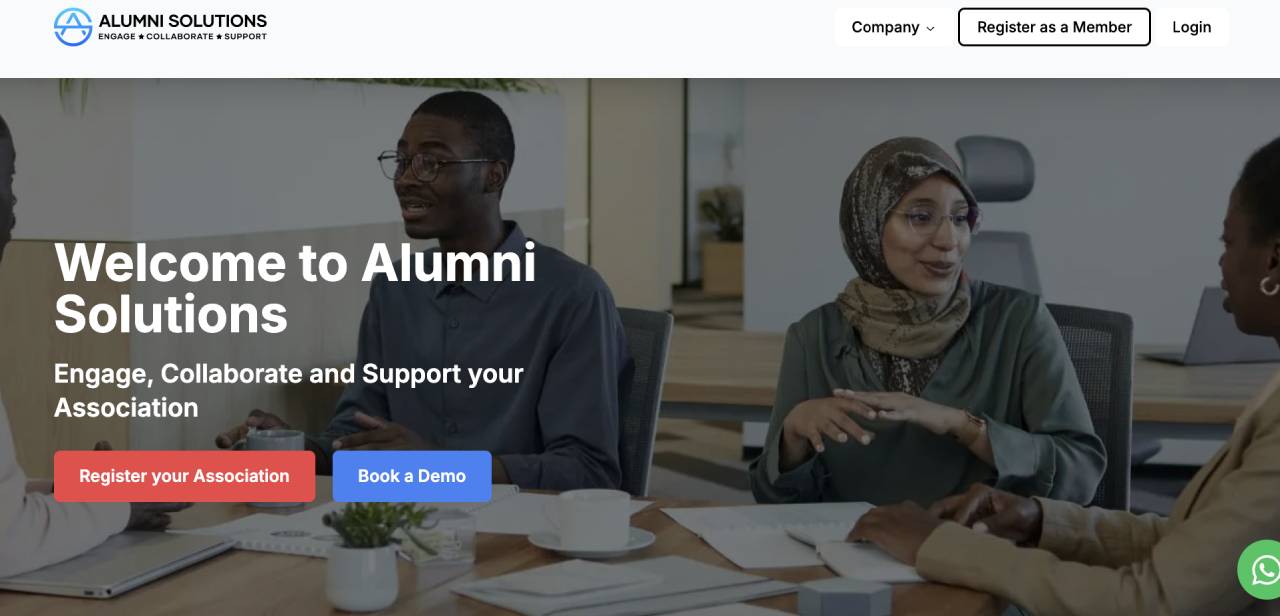 ALUMNI SOLUTIONS
ENGAGE ★ COLLABORATE ★ SUPPORT
Company
Register as a Member
Login
Welcome to Alumni
Solutions
Engage, Collaborate and Support your
Association
Register your Association
Book a Demo